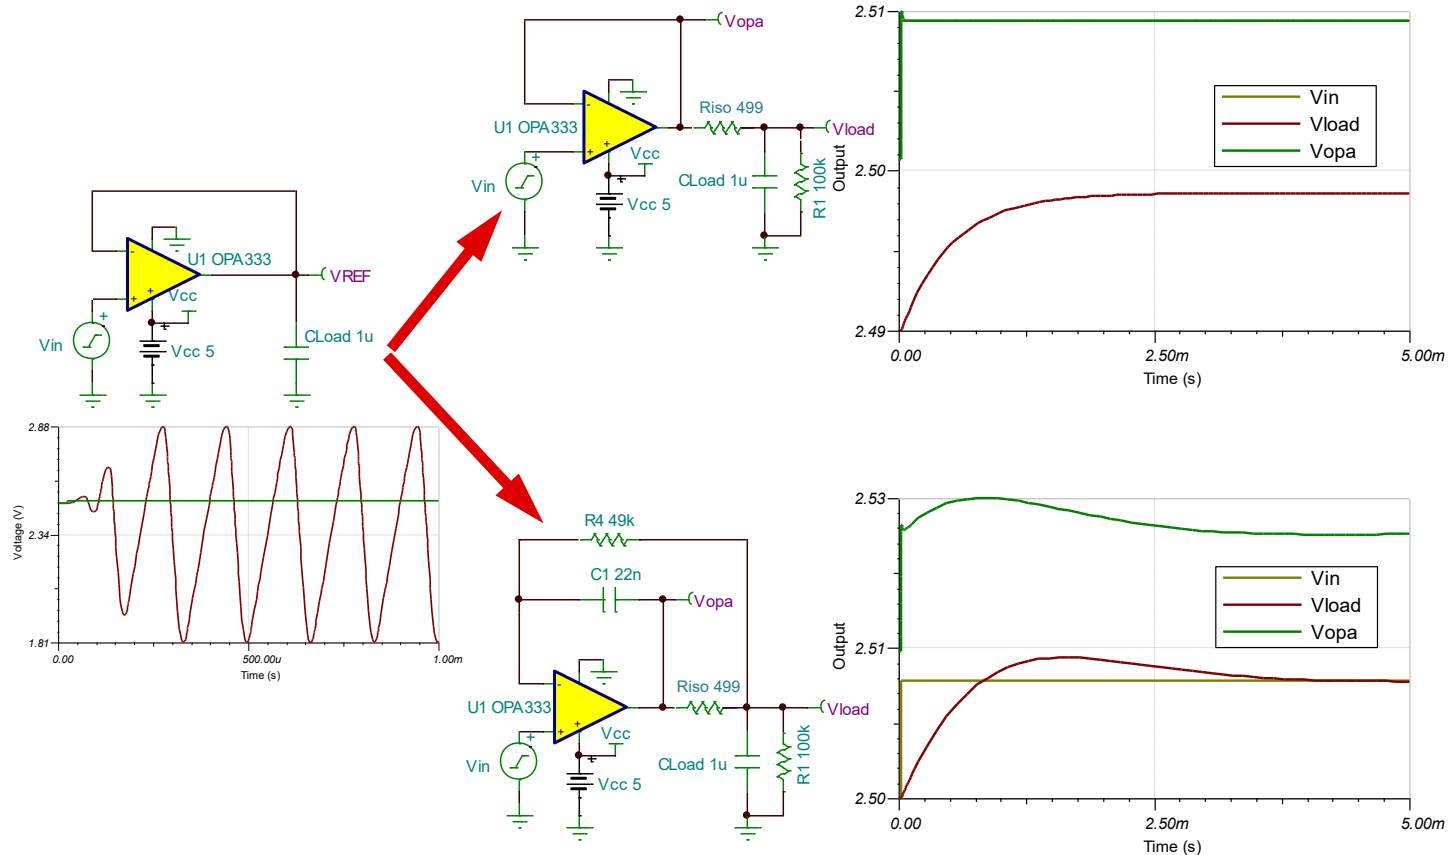 Vopa
Riso 499
U1 OPA333
Vload
Vcc
Vin
CLoad 1u
R1 100k
Vcc 5
2.51
2.50
2.49
Output
0.00
2.50m
5.00m
Time (s)
Vin
Vload
Vopa
U1 OPA333
VREF
Vcc
Vin
CLoad 1u
Vcc 5
2.88
2.34
1.81
Voltage (V)
0.00
500.00u
1.00m
Time (s)
R4 49k
C1 22n
Vopa
Riso 499
U1 OPA333
Vload
Vcc
Vin
CLoad 1u
R1 100k
Vcc 5
2.53
2.51
2.50
Output
0.00
2.50m
5.00m
Time (s)
Vin
Vload
Vopa